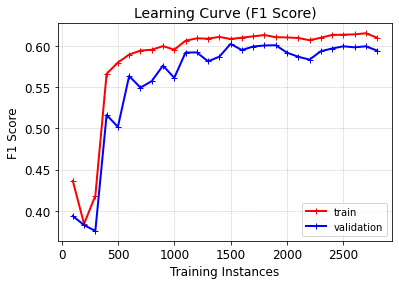 Learning Curve (F1 Score)
F1 Score
0.60
0.55
0.50
0.45
0.40
train
validation
0 500 1000 1500 2000 2500
Training Instances